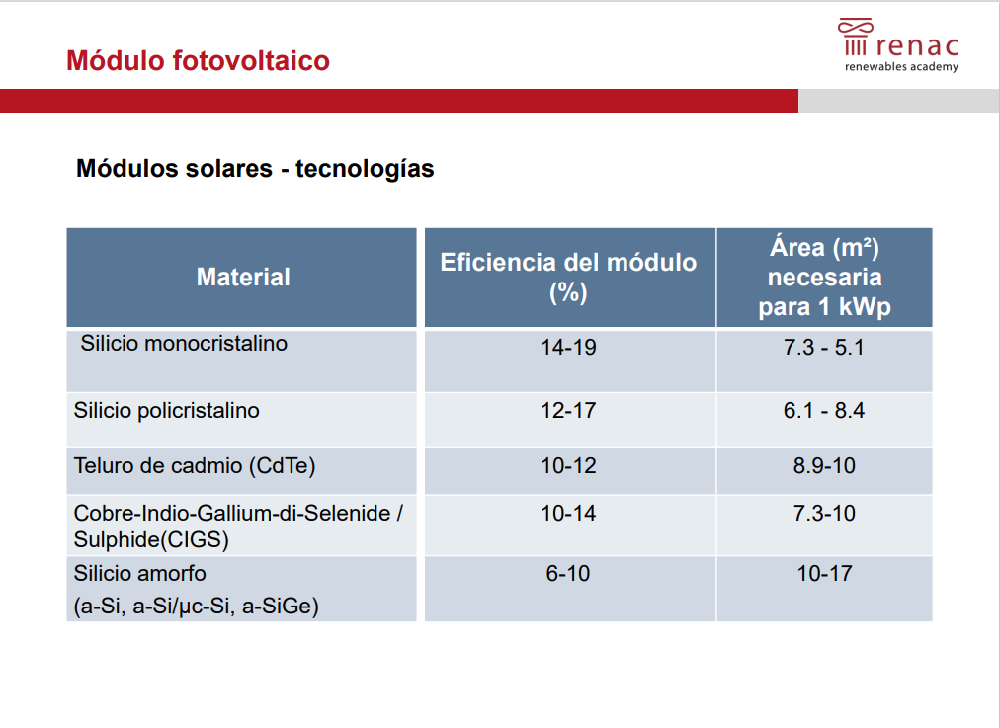 Módulo fotovoltaico
renac
renewables academy
Módulos solares - tecnologías
Material
Eficiencia del módulo
(%)
Área (m²)
necesaria
para 1 kWp
Silicio monocristalino
14-19
7.3 - 5.1
Silicio policristalino
12-17
6.1 - 8.4
Teluro de cadmio (CdTe)
10-12
8.9-10
Cobre-Indio-Gallium-di-Selenide /
Sulphide(CIGS)
10-14
7.3-10
Silicio amorfo
(a-Si, a-Si/µc-Si, a-SiGe)
6-10
10-17